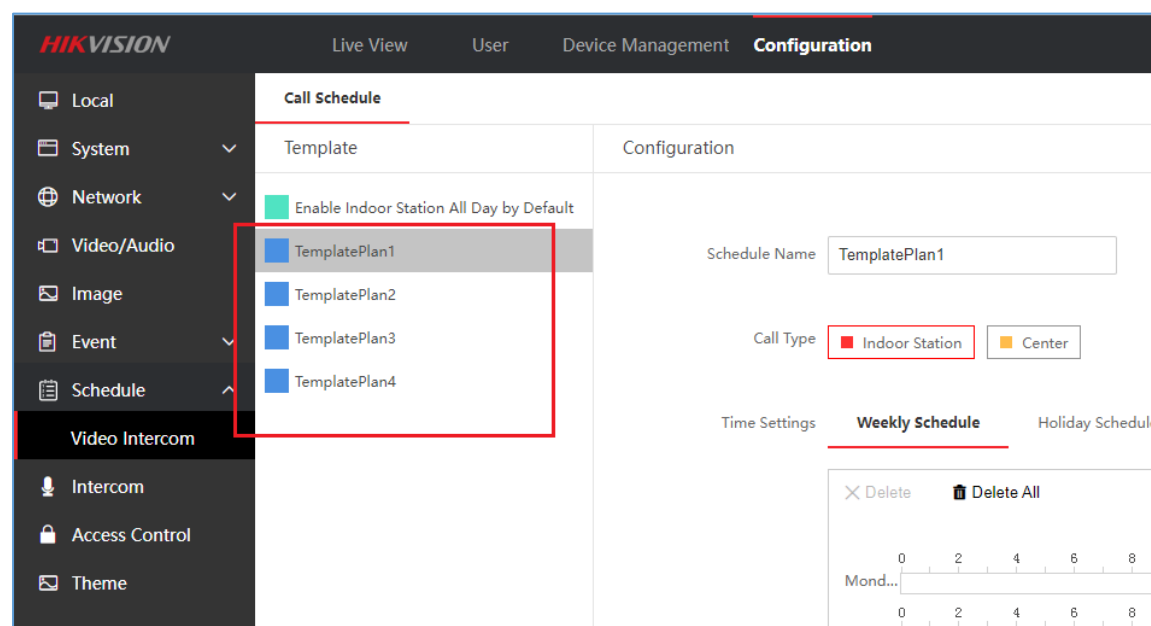 HIKVISION
Live View
User
Device Management
Configuration
Local
System
Network
Video/Audio
Image
Event
Schedule
Video Intercom
Intercom
Access Control
Theme
Call Schedule
Template
Enable Indoor Station All Day by Default
TemplatePlan1
TemplatePlan2
TemplatePlan3
TemplatePlan4
Configuration
Schedule Name
TemplatePlan1
Call Type
Indoor Station
Center
Time Settings
Weekly Schedule
Holiday Schedul
Delete
Delete All
0 2 4 6 8
Mond...
0 2 4 6 8